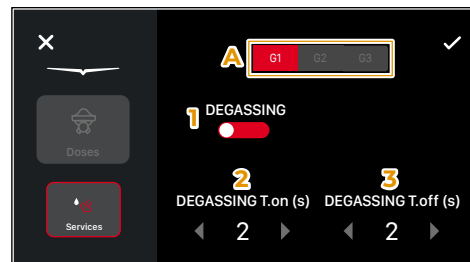 A
G1 G2 G3
1
DEGASSING
Doses
2 3
DEGASSING T.on (s) DEGASSING T.off (s)
Services
2 2